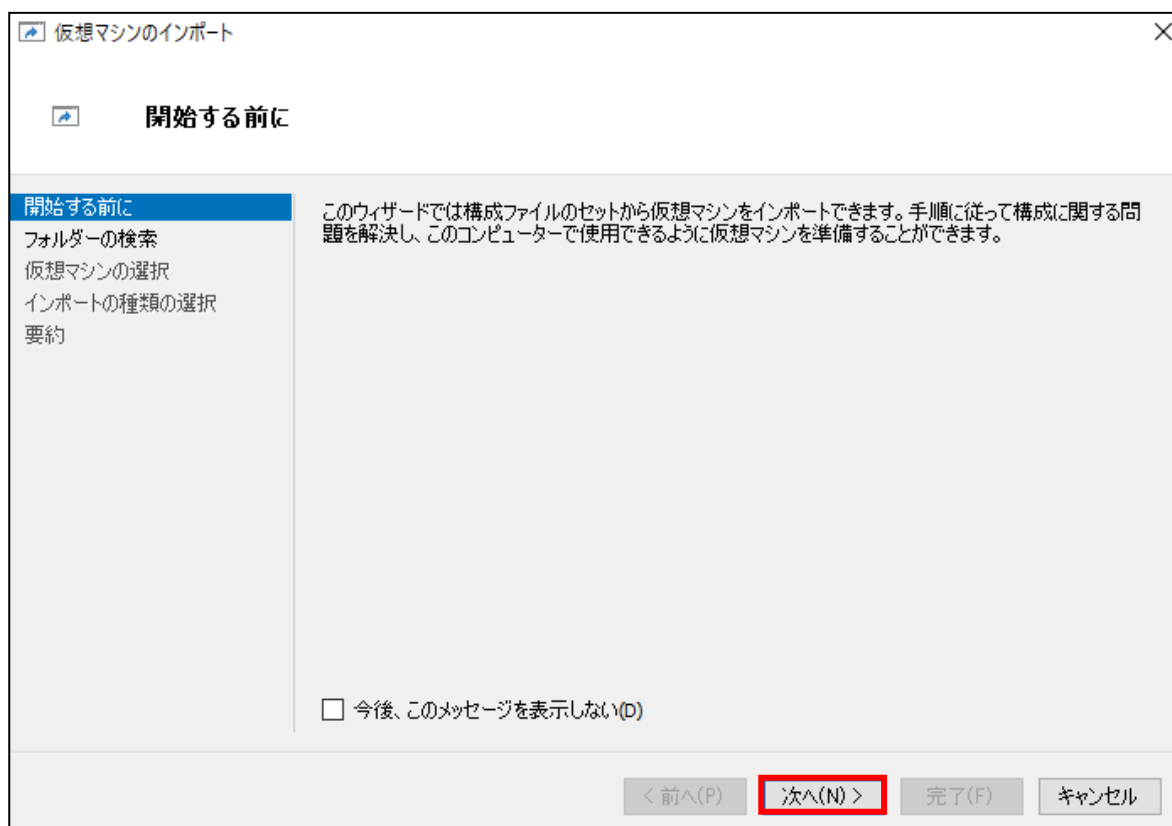 仮想マシンのインポート
開始する前に
開始する前に
フォルダーの検索
仮想マシンの選択
インポートの種類の選択
要約
このウィザードでは構成ファイルのセットから仮想マシンをインポートできます。手順に従って構成に関する問
題を解決し、このコンピューターで使用できるように仮想マシンを準備することができます。
今後、このメッセージを表示しない(D)
< 前へ(P)
次へ(N) >
完了(F)
キャンセル